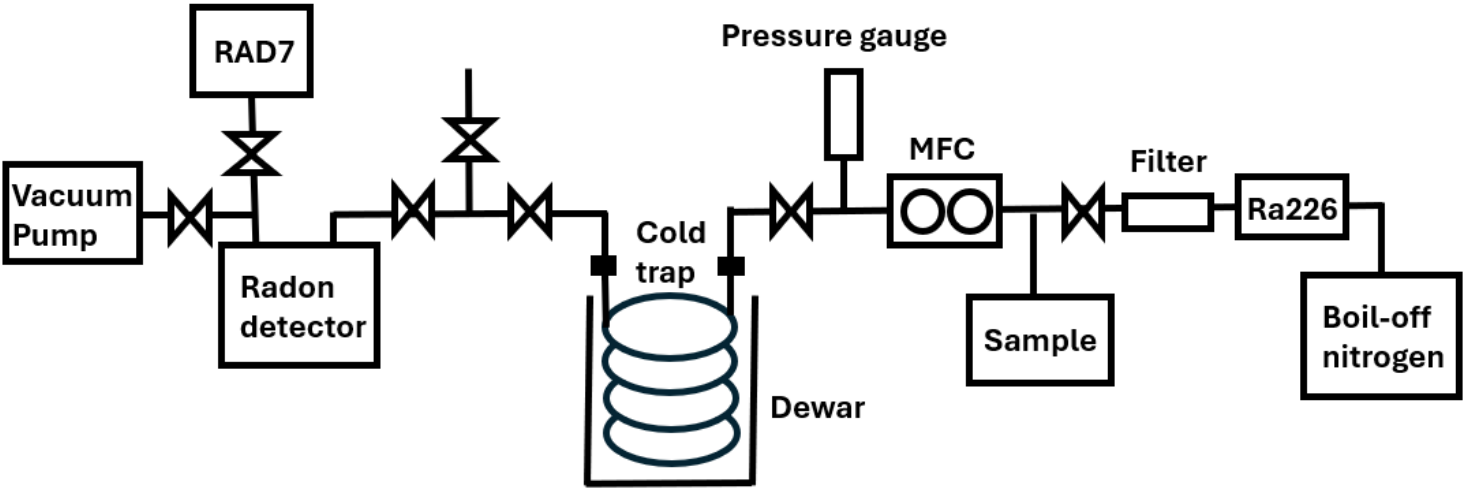 RAD7
Pressure gauge
MFC
Filter
Vacuum
Pump
Ra226
Cold
trap
Radon
detector
Sample
Boil-off
nitrogen
Dewar